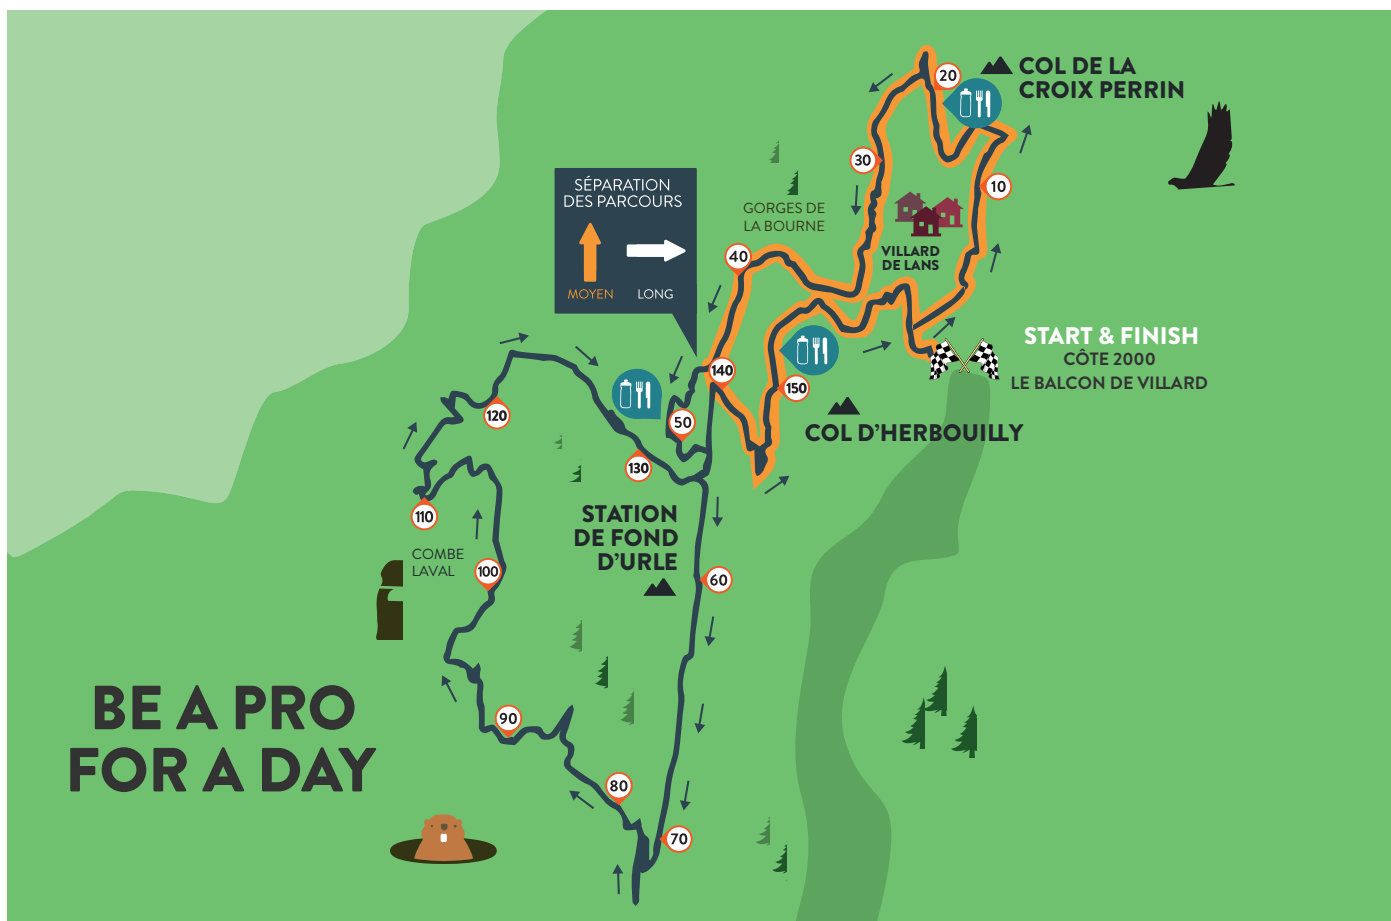 COL DE LA
CROIX PERRIN
20
30
10
SÉPARATION
DES PARCOURS
MOYEN
LONG
GORGES DE
LA BOURNE
VILLARD
DE LANS
40
START & FINISH
CÔTE 2000
LE BALCON DE VILLARD
140
150
COL D'HERBOUILLY
120
50
130
110
STATION
DE FOND
D'URLE
COMBE
LAVAL
100
60
BE A PRO
FOR A DAY
90
80
70